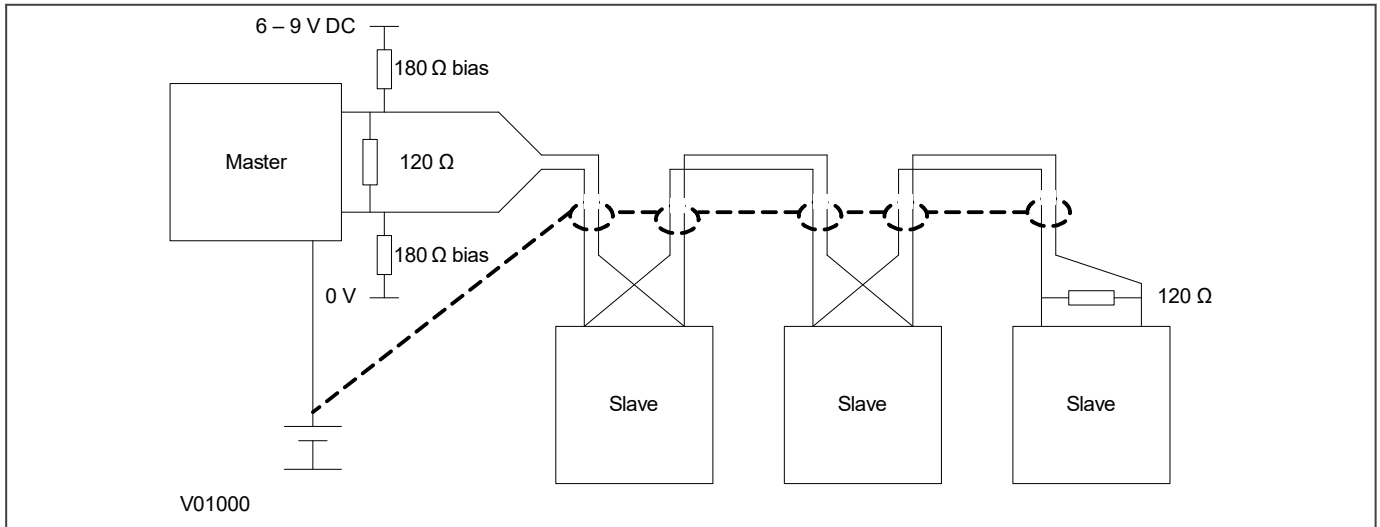 6 – 9 V DC
180 Ω bias
Master
120 Ω
180 Ω bias
0 V
120 Ω
Slave
Slave
Slave
V01000